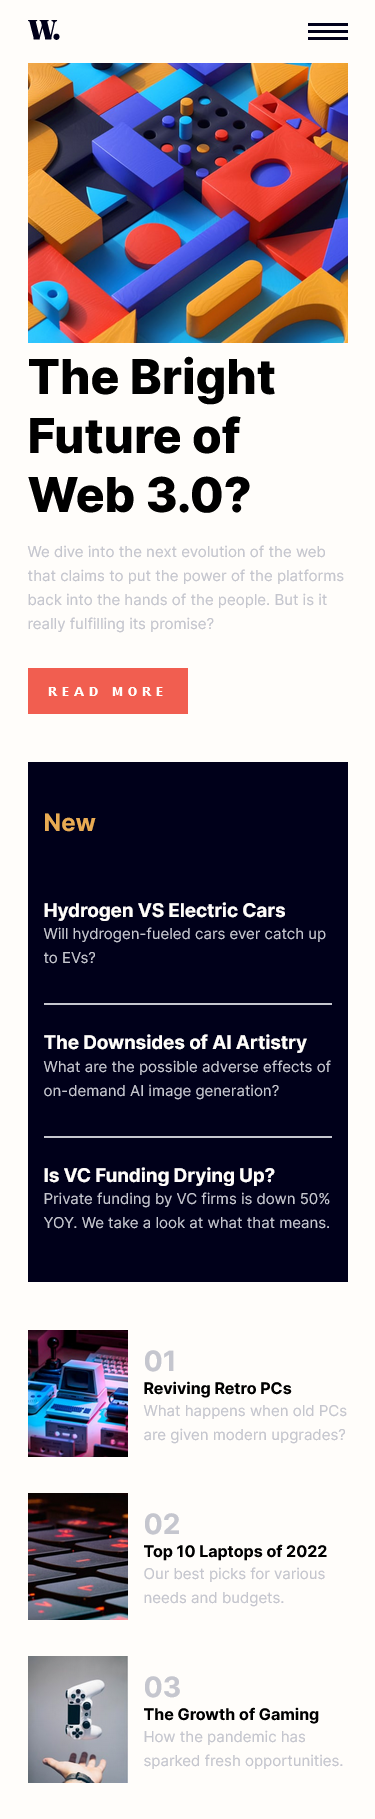 W.
The Bright
Future of
Web 3.0?
We dive into the next evolution of the web
that claims to put the power of the platforms
back into the hands of the people. But is it
really fulfilling its promise?
READ MORE
New
Hydrogen VS Electric Cars
Will hydrogen-fueled cars ever catch up
to EVs?
The Downsides of AI Artistry
What are the possible adverse effects of
on-demand AI image generation?
Is VC Funding Drying Up?
Private funding by VC firms is down 50%
YOY. We take a look at what that means.
01
Reviving Retro PCs
What happens when old PCs
are given modern upgrades?
02
Top 10 Laptops of 2022
Our best picks for various
needs and budgets.
03
The Growth of Gaming
How the pandemic has
sparked fresh opportunities.